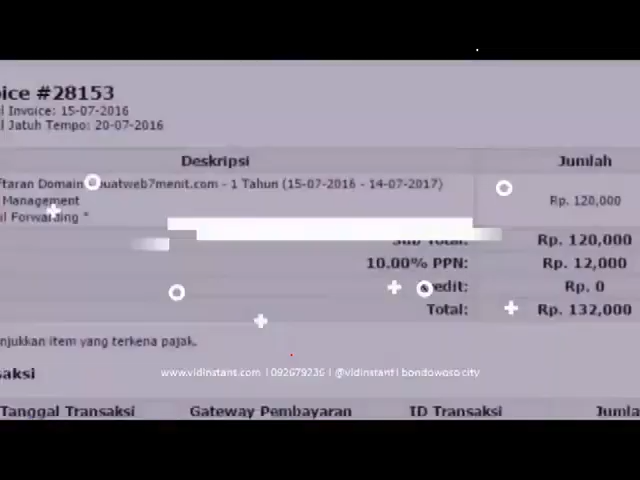 ice #28153
l Invoice: 15-07-2016
l Jatuh Tempo: 20-07-2016
Deskripsi Jumlah
ftaran Domain buatweb7menit.com - 1 Tahun (15-07-2016 - 14-07-2017)
Management Rp. 120,000
il Forwarding *
Sub Total: Rp. 120,000
10.00% PPN: Rp. 12,000
Credit: Rp. 0
Total: Rp. 132,000
njukkan item yang terkena pajak.
saksi
www.vidinstant.com | 092679236 | @vidinstant | bondowoso city
Tanggal Transaksi Gateway Pembayaran ID Transaksi Jumla